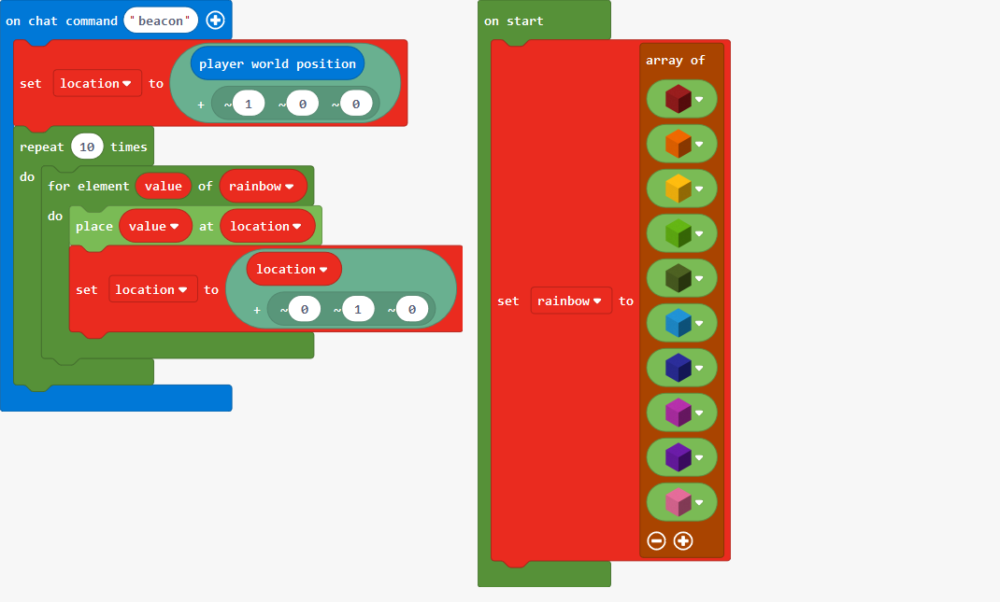 on chat command "beacon"
set location to
player world position
+ ~ 1 ~ 0 ~ 0
repeat 10 times
do
for element value of rainbow
do
place value at location
set location to
location
+ ~ 0 ~ 1 ~ 0
on start
set rainbow to
array of